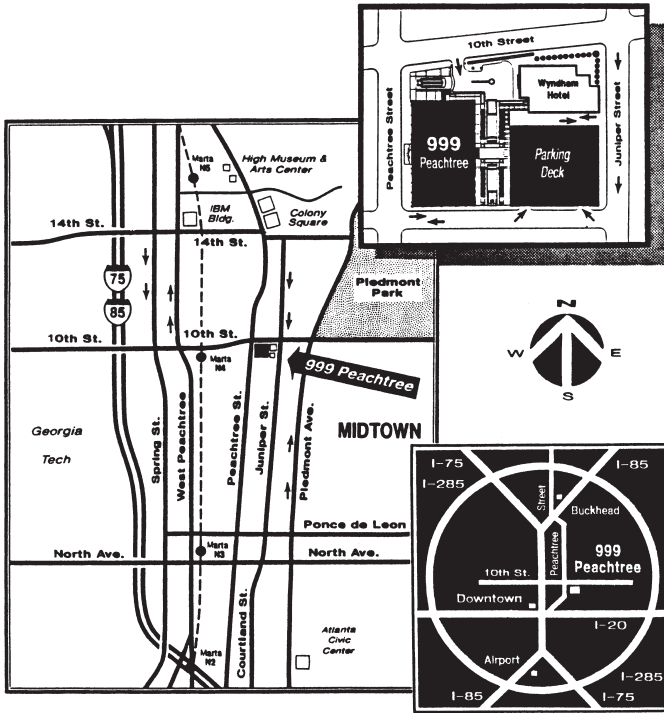 10th Street
Peachtree Street
Wyndham
Hotel
Juniper Street
999
Peachtree
Parking
Deck
Marta
N5
High Museum &
Arts Center
IBM
Bldg.
Colony
Square
14th St.
14th St.
75
85
Piedmont
Park
10th St.
10th St.
Marta
N4
999 Peachtree
N
W
E
S
Georgia
Tech
Spring St.
West Peachtree
Peachtree St.
Juniper St.
Piedmont Ave.
MIDTOWN
Ponce de Leon
North Ave.
Marta
N3
North Ave.
Courtland St.
Atlanta
Civic
Center
Marta
N2
I-75
I-85
I-285
Street
Buckhead
Peachtree
999
Peachtree
10th St.
Downtown
I-20
Airport
I-285
I-85
I-75